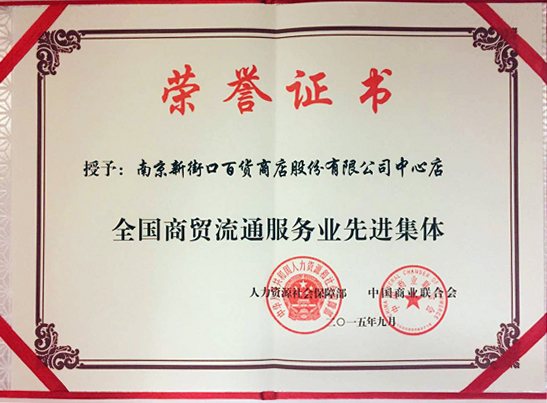 荣誉证书
授予：南京新街口百货商店股份有限公司中心店
全国商贸流通服务业先进集体
人力资源社会保障部 中国商业联合会
二〇一五年九月